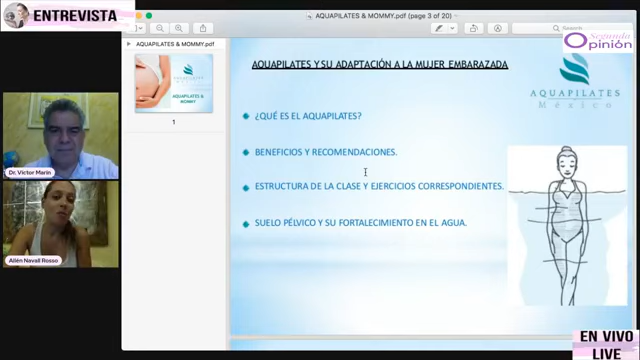 ENTREVISTA
AQUAPILATES & MOMMY.pdf (page 3 of 20)
Search
Segunda
Opinión
AQUAPILATES & MOMMY.pdf
AQUAPILATES & 
MOMMY
1
AQUAPILATES Y SU ADAPTACIÓN A LA MUJER EMBARAZADA
¿QUÉ ES EL AQUAPILATES?
BENEFICIOS Y RECOMENDACIONES.
ESTRUCTURA DE LA CLASE Y EJERCICIOS CORRESPONDIENTES.
SUELO PÉLVICO Y SU FORTALECIMIENTO EN EL AGUA.
AQUAPILATES
México
Dr. Víctor Marín
Ailén Navall Rosso
EN VIVO
LIVE